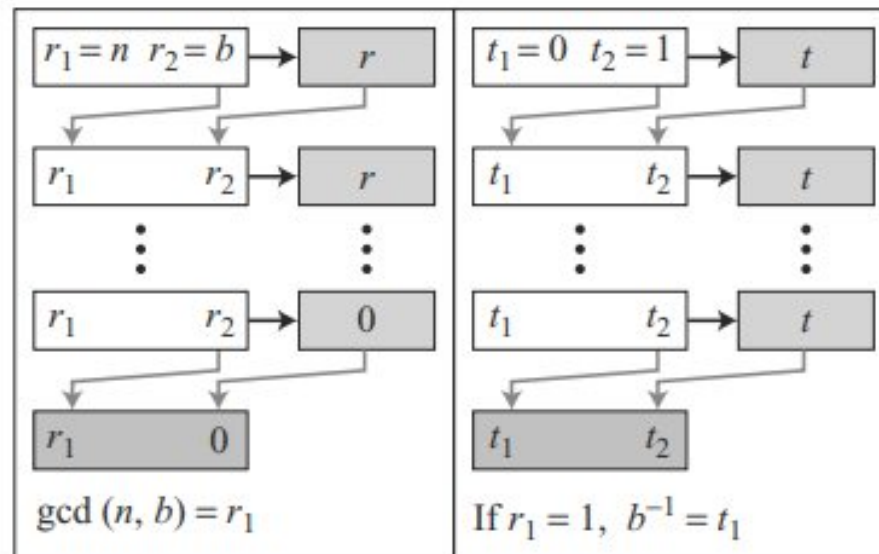 r₁ = n r₂ = b r
r₁ r₂ r
r₁ r₂ 0
r₁ 0
gcd (n, b) = r₁
t₁ = 0 t₂ = 1 t
t₁ t₂ t
t₁ t₂ t
t₁ t₂
If r₁ = 1, b⁻¹ = t₁